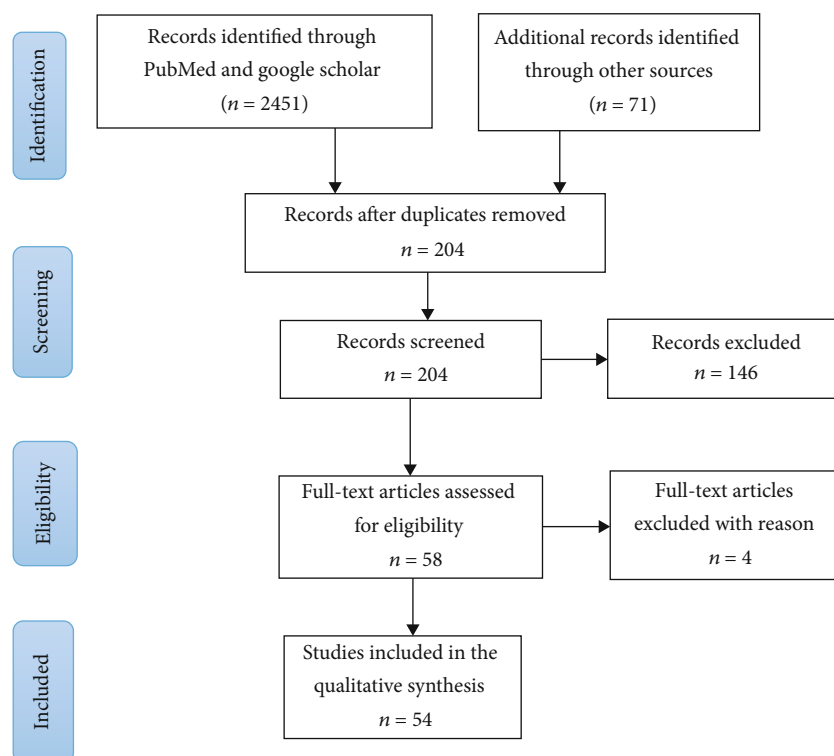 Identification
Records identified through
PubMed and google scholar
(n = 2451)
Additional records identified
through other sources
(n = 71)
Records after duplicates removed
n = 204
Screening
Records screened
n = 204
Records excluded
n = 146
Eligibility
Full-text articles assessed
for eligibility
n = 58
Full-text articles
excluded with reason
n = 4
Included
Studies included in the
qualitative synthesis
n = 54